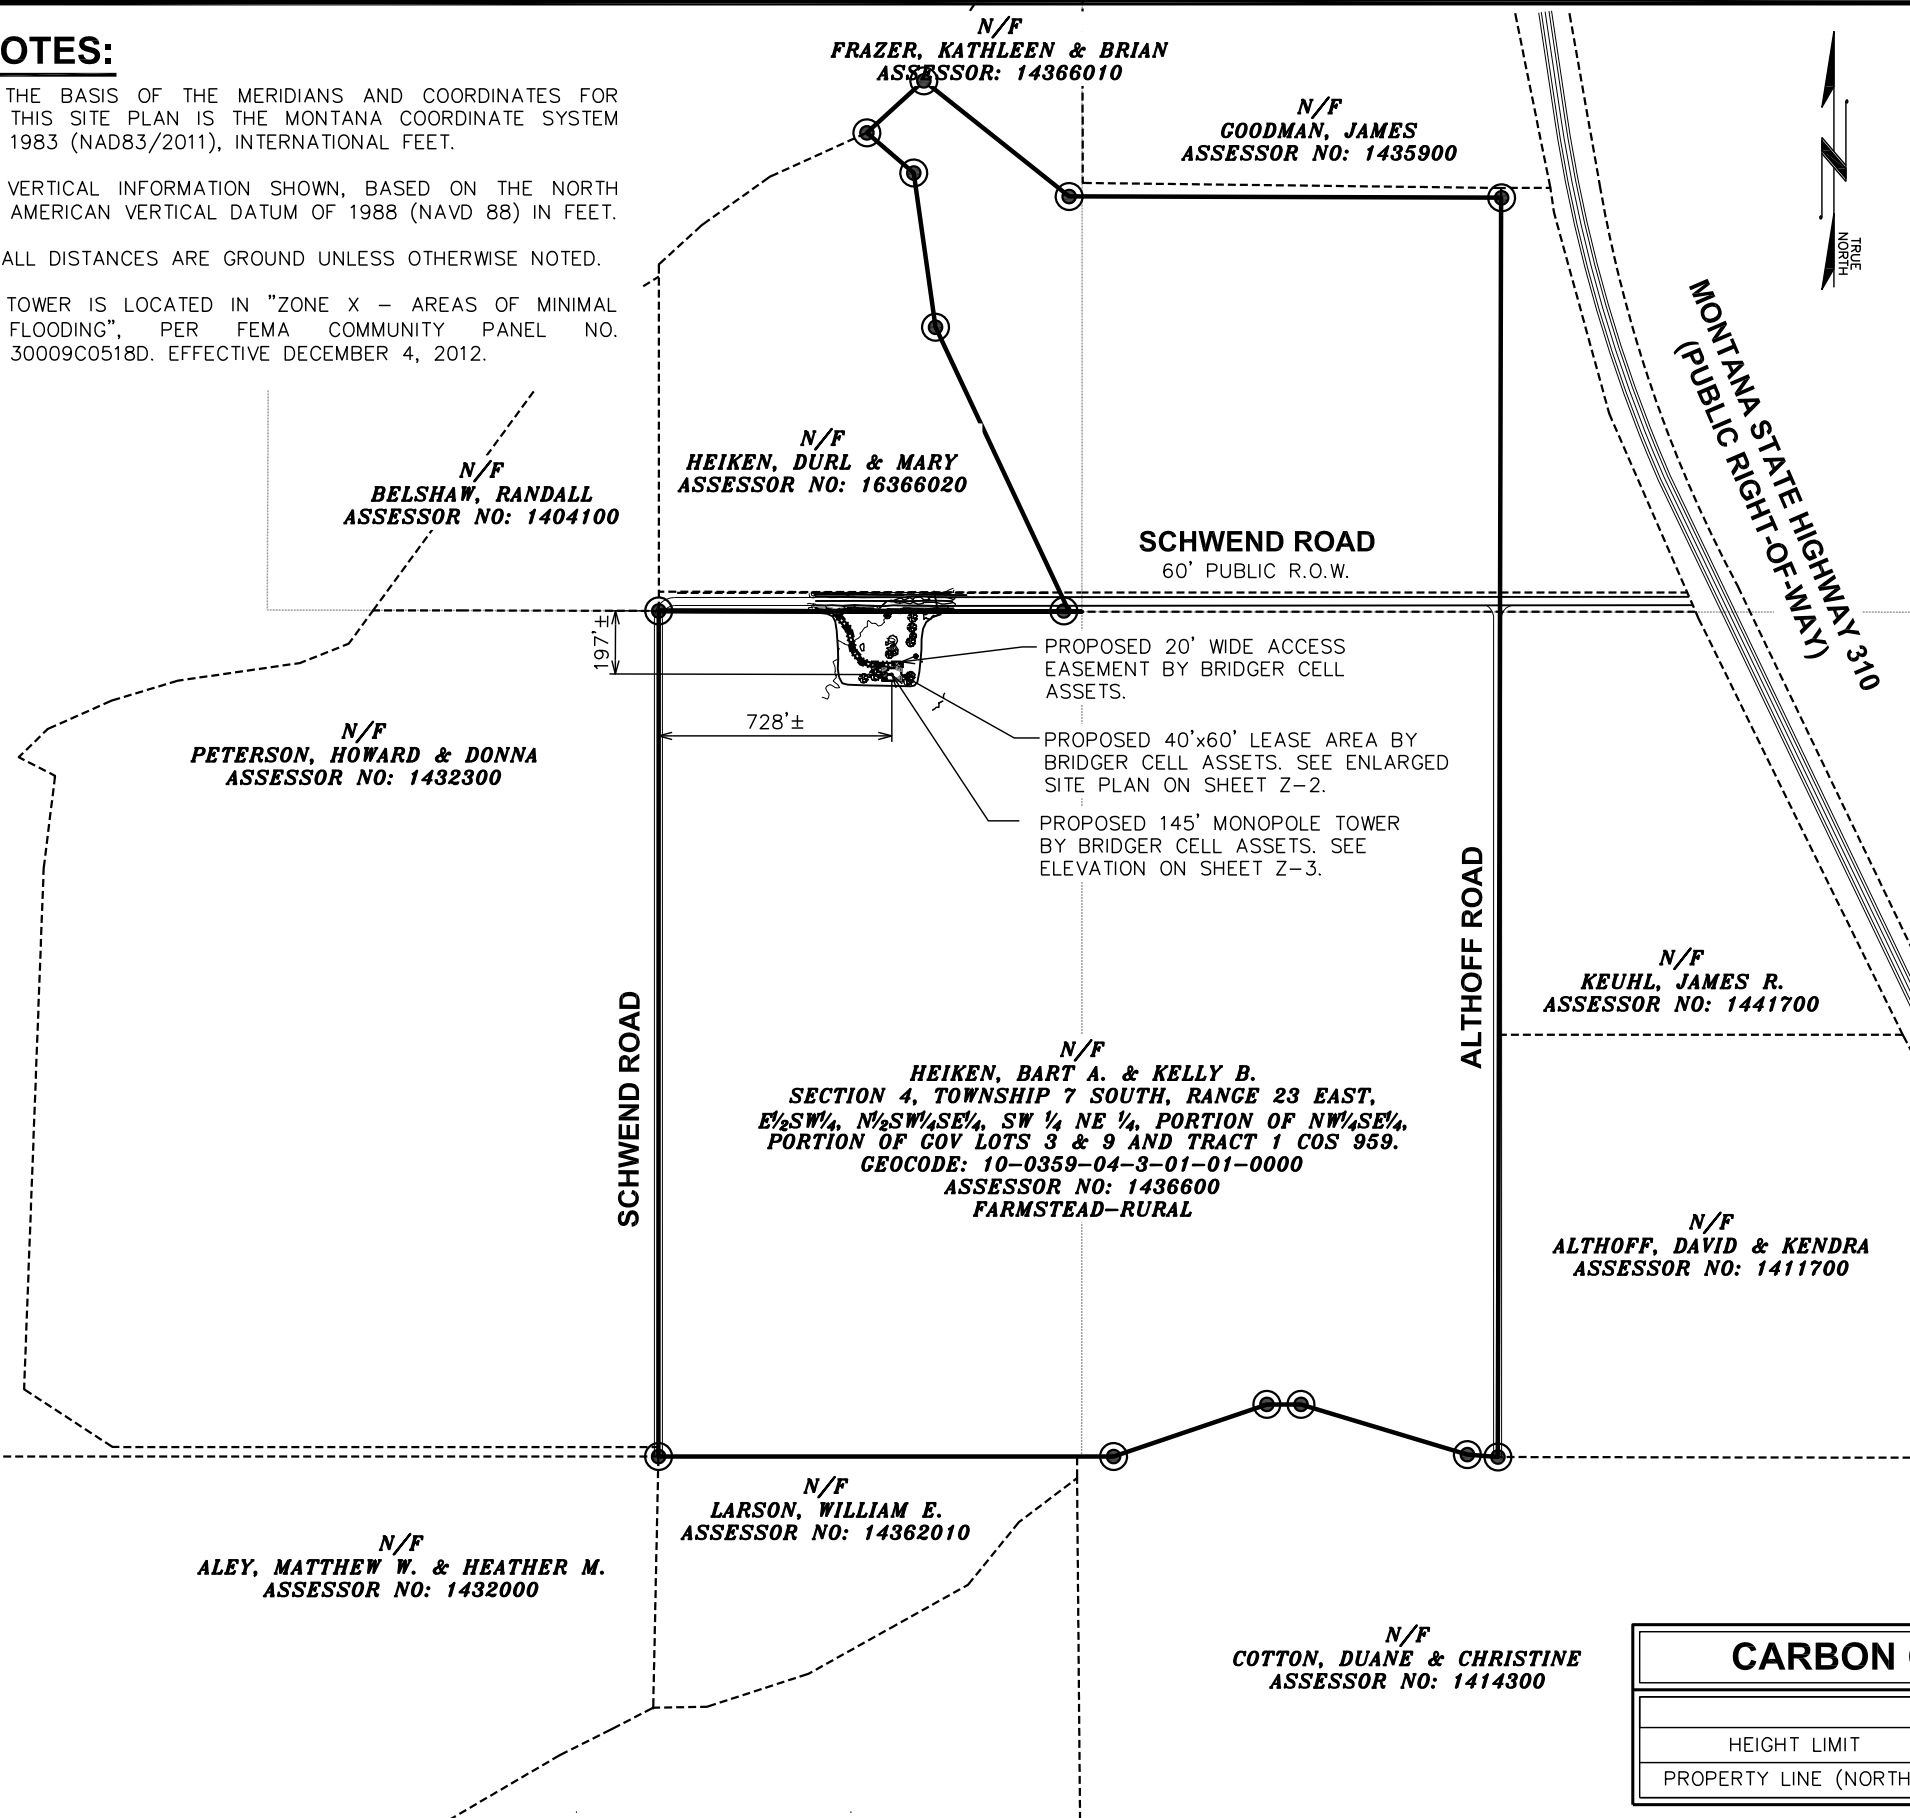 OTES:
THE BASIS OF THE MERIDIANS AND COORDINATES FOR
THIS SITE PLAN IS THE MONTANA COORDINATE SYSTEM
1983 (NAD83/2011), INTERNATIONAL FEET.
VERTICAL INFORMATION SHOWN, BASED ON THE NORTH
AMERICAN VERTICAL DATUM OF 1988 (NAVD 88) IN FEET.
ALL DISTANCES ARE GROUND UNLESS OTHERWISE NOTED.
TOWER IS LOCATED IN "ZONE X – AREAS OF MINIMAL
FLOODING", PER FEMA COMMUNITY PANEL NO.
30009C0518D. EFFECTIVE DECEMBER 4, 2012.
N/F
FRAZER, KATHLEEN & BRIAN
ASSESSOR: 14366010
N/F
GOODMAN, JAMES
ASSESSOR NO: 1435900
TRUE
NORTH
MONTANA STATE HIGHWAY 310
(PUBLIC RIGHT-OF-WAY)
N/F
HEIKEN, DURL & MARY
ASSESSOR NO: 16366020
N/F
BELSHAW, RANDALL
ASSESSOR NO: 1404100
SCHWEND ROAD
60' PUBLIC R.O.W.
197'±
728'±
PROPOSED 20' WIDE ACCESS
EASEMENT BY BRIDGER CELL
ASSETS.
PROPOSED 40'x60' LEASE AREA BY
BRIDGER CELL ASSETS. SEE ENLARGED
SITE PLAN ON SHEET Z–2.
PROPOSED 145' MONOPOLE TOWER
BY BRIDGER CELL ASSETS. SEE
ELEVATION ON SHEET Z–3.
N/F
PETERSON, HOWARD & DONNA
ASSESSOR NO: 1432300
SCHWEND ROAD
ALTHOFF ROAD
N/F
KEUHL, JAMES R.
ASSESSOR NO: 1441700
N/F
HEIKEN, BART A. & KELLY B.
SECTION 4, TOWNSHIP 7 SOUTH, RANGE 23 EAST,
E½SW¼, N½SW¼SE¼, SW ¼ NE ¼, PORTION OF NW¼SE¼,
PORTION OF GOV LOTS 3 & 9 AND TRACT 1 COS 959.
GEOCODE: 10–0359–04–3–01–01–0000
ASSESSOR NO: 1436600
FARMSTEAD–RURAL
N/F
ALTHOFF, DAVID & KENDRA
ASSESSOR NO: 1411700
N/F
LARSON, WILLIAM E.
ASSESSOR NO: 14362010
N/F
ALEY, MATTHEW W. & HEATHER M.
ASSESSOR NO: 1432000
N/F
COTTON, DUANE & CHRISTINE
ASSESSOR NO: 1414300
CARBON
HEIGHT LIMIT
PROPERTY LINE (NORTH